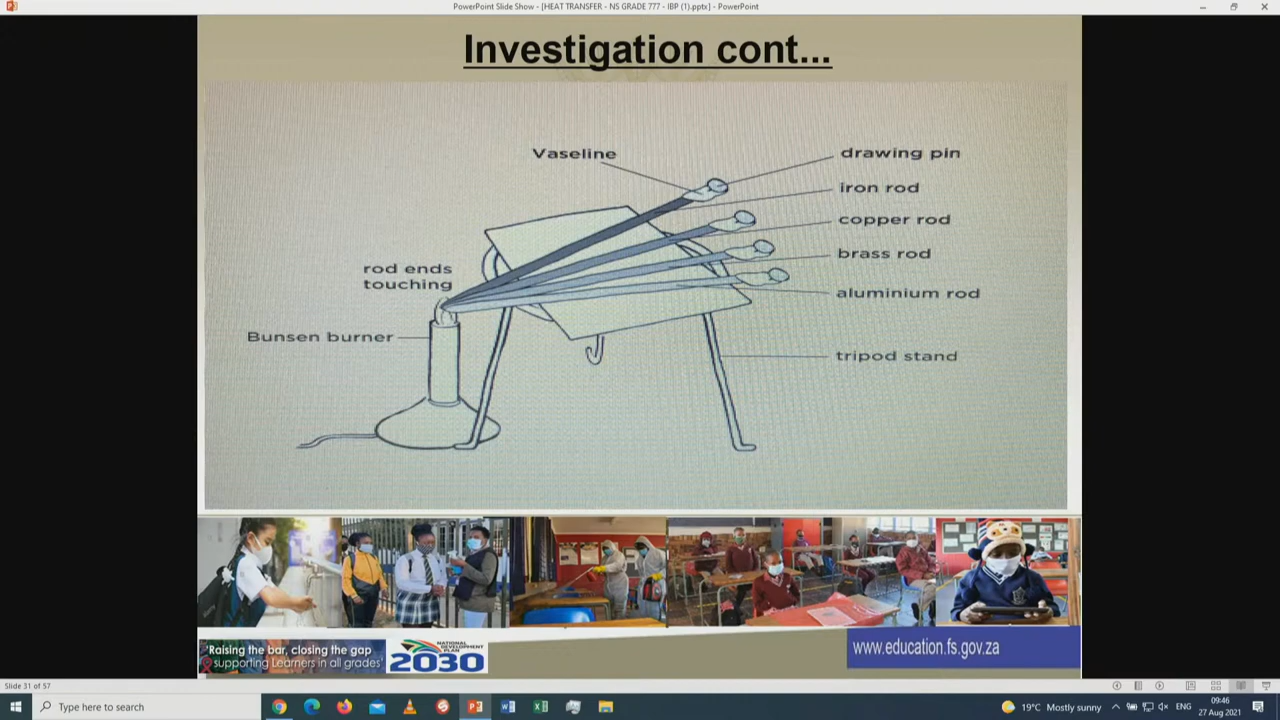 PowerPoint Slide Show - [HEAT TRANSFER - NS GRADE 777 - IBP (1).pptx] - PowerPoint
Investigation cont...
Vaseline
drawing pin
iron rod
copper rod
brass rod
rod ends
touching
aluminium rod
Bunsen burner
tripod stand
Raising the bar, closing the gap
supporting Learners in all grades
NATIONAL
DEVELOPMENT
PLAN
2030
www.education.fs.gov.za
Slide 31 of 57
Type here to search
19°C Mostly sunny
ENG
09:46
27 Aug 2021